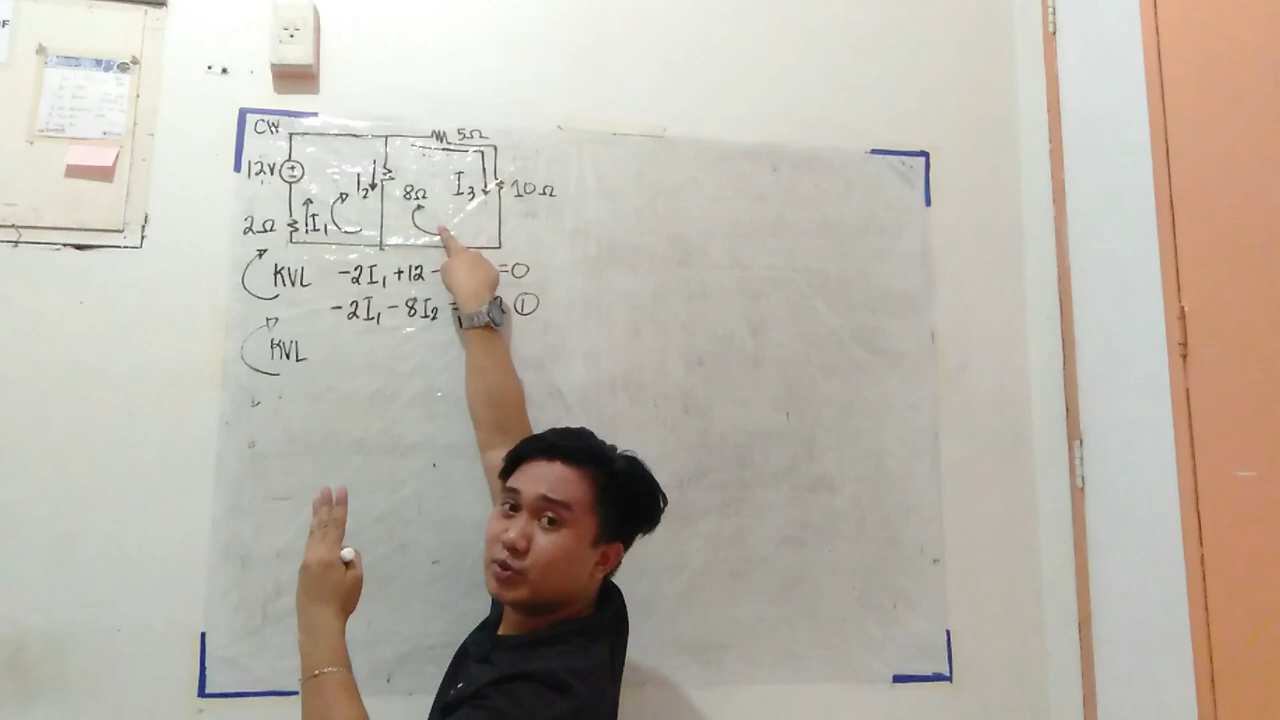 CW
5Ω
12V
I2
8Ω
I3
10Ω
2Ω
I1
KVL -2I1 +12 - =0
-2I1 - 8I2 = ①
KVL